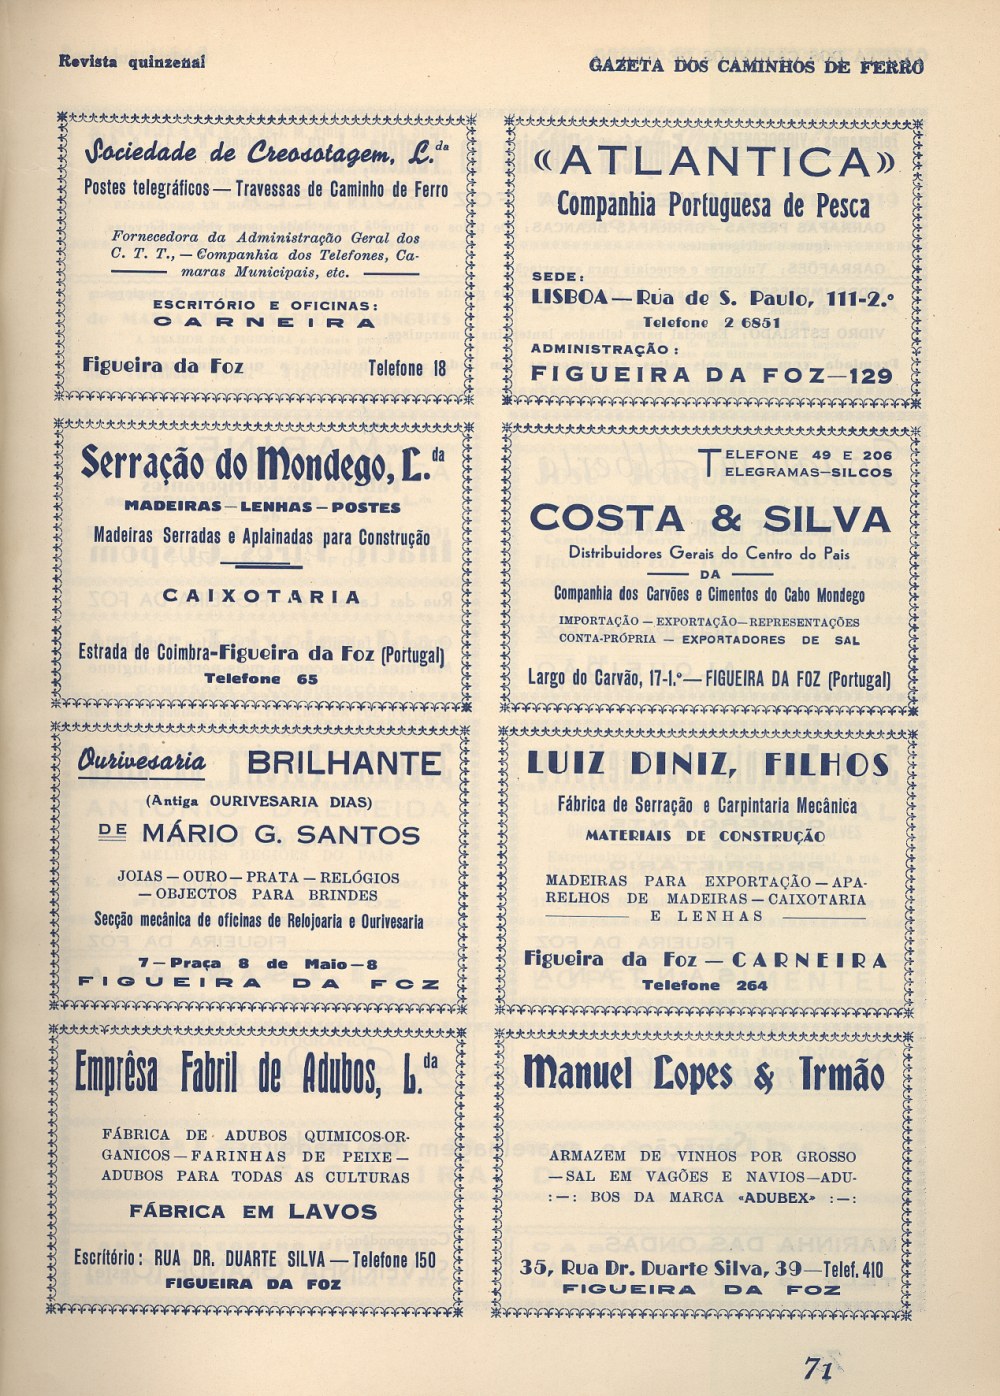 Revista quinzenal
GAZETA DOS CAMINHOS DE FERRO
Sociedade de Creosotagem, L.da
Postes telegráficos — Travessas de Caminho de Ferro
Fornecedora da Administração Geral dos
C. T. T., — Companhia dos Telefones, Ca-
maras Municipais, etc.
ESCRITÓRIO E OFICINAS:
CARNEIRA
Figueira da Foz Telefone 18
«ATLANTICA»
Companhia Portuguesa de Pesca
SEDE:
LISBOA — Rua de S. Paulo, 111-2.º
Telefone 2 6851
ADMINISTRAÇÃO:
FIGUEIRA DA FOZ—129
Serração do Mondego, L.da
MADEIRAS — LENHAS — POSTES
Madeiras Serradas e Aplainadas para Construção
CAIXOTARIA
Estrada de Coimbra-Figueira da Foz (Portugal)
Telefone 65
TELEFONE 49 E 206
TELEGRAMAS—SILCOS
COSTA & SILVA
Distribuidores Gerais do Centro do Pais
DA
Companhia dos Carvões e Cimentos do Cabo Mondego
IMPORTAÇÃO — EXPORTAÇÃO — REPRESENTAÇÕES
CONTA-PRÓPRIA — EXPORTADORES DE SAL
Largo do Carvão, 17-1.º — FIGUEIRA DA FOZ (Portugal)
Ourivesaria BRILHANTE
(Antiga OURIVESARIA DIAS)
DE MÁRIO G. SANTOS
JOIAS — OURO — PRATA — RELÓGIOS
— OBJECTOS PARA BRINDES
Secção mecânica de oficinas de Relojoaria e Ourivesaria
7—Praça 8 de Maio—8
FIGUEIRA DA FOZ
LUIZ DINIZ, FILHOS
Fábrica de Serração e Carpintaria Mecânica
MATERIAIS DE CONSTRUÇÃO
MADEIRAS PARA EXPORTAÇÃO — APA-
RELHOS DE MADEIRAS — CAIXOTARIA
E LENHAS
Figueira da Foz — CARNEIRA
Telefone 264
Emprêsa Fabril de Adubos, L.da
FÁBRICA DE ADUBOS QUIMICOS-OR-
GANICOS — FARINHAS DE PEIXE —
ADUBOS PARA TODAS AS CULTURAS
FÁBRICA EM LAVOS
Escritório: RUA DR. DUARTE SILVA — Telefone 150
FIGUEIRA DA FOZ
Manuel Lopes & Irmão
ARMAZEM DE VINHOS POR GROSSO
— SAL EM VAGÕES E NAVIOS — ADU-
:—: BOS DA MARCA «ADUBEX» :—:
35, Rua Dr. Duarte Silva, 39—Telef. 410
FIGUEIRA DA FOZ
71